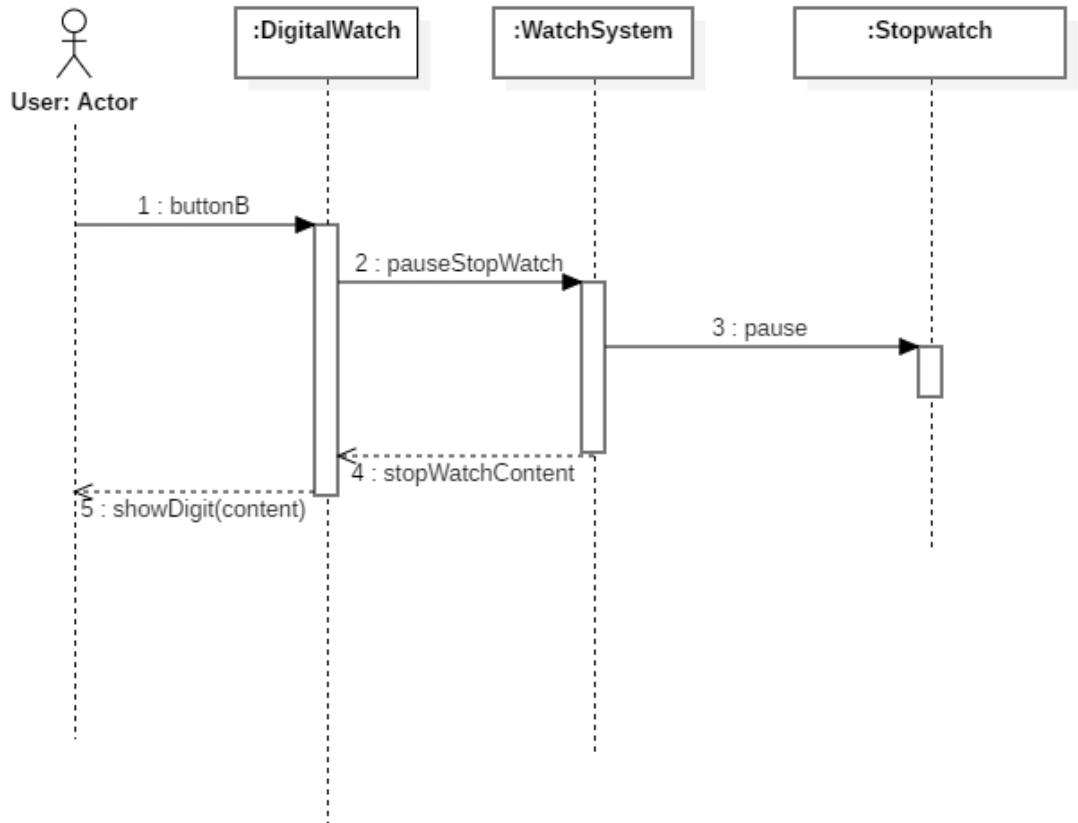 :DigitalWatch
:WatchSystem
:Stopwatch
User: Actor
1 : buttonB
2 : pauseStopWatch
3 : pause
4 : stopWatchContent
5 : showDigit(content)